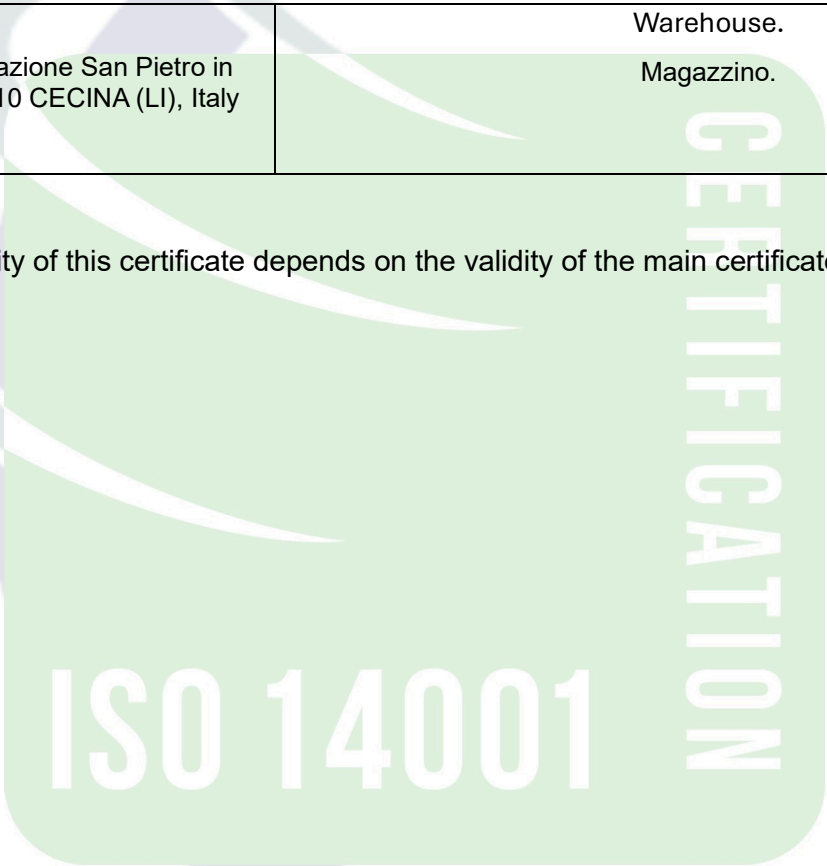 Warehouse.
azione San Pietro in
10 CECINA (LI), Italy
Magazzino.
ity of this certificate depends on the validity of the main certificate
CERTIFICATION
ISO 14001